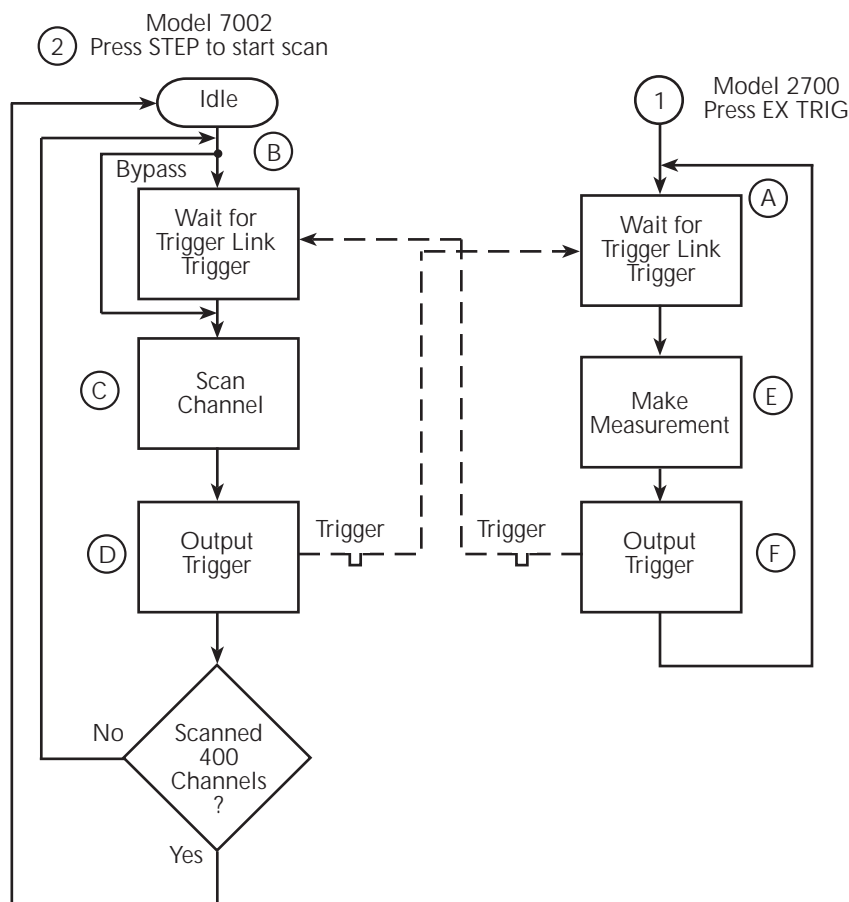 Model 7002
2 Press STEP to start scan
Idle
B
Bypass
Wait for
Trigger Link
Trigger
C
Scan
Channel
D
Output
Trigger
Trigger
No
Scanned
400
Channels
?
Yes
1
Model 2700
Press EX TRIG
A
Wait for
Trigger Link
Trigger
E
Make
Measurement
Trigger
F
Output
Trigger